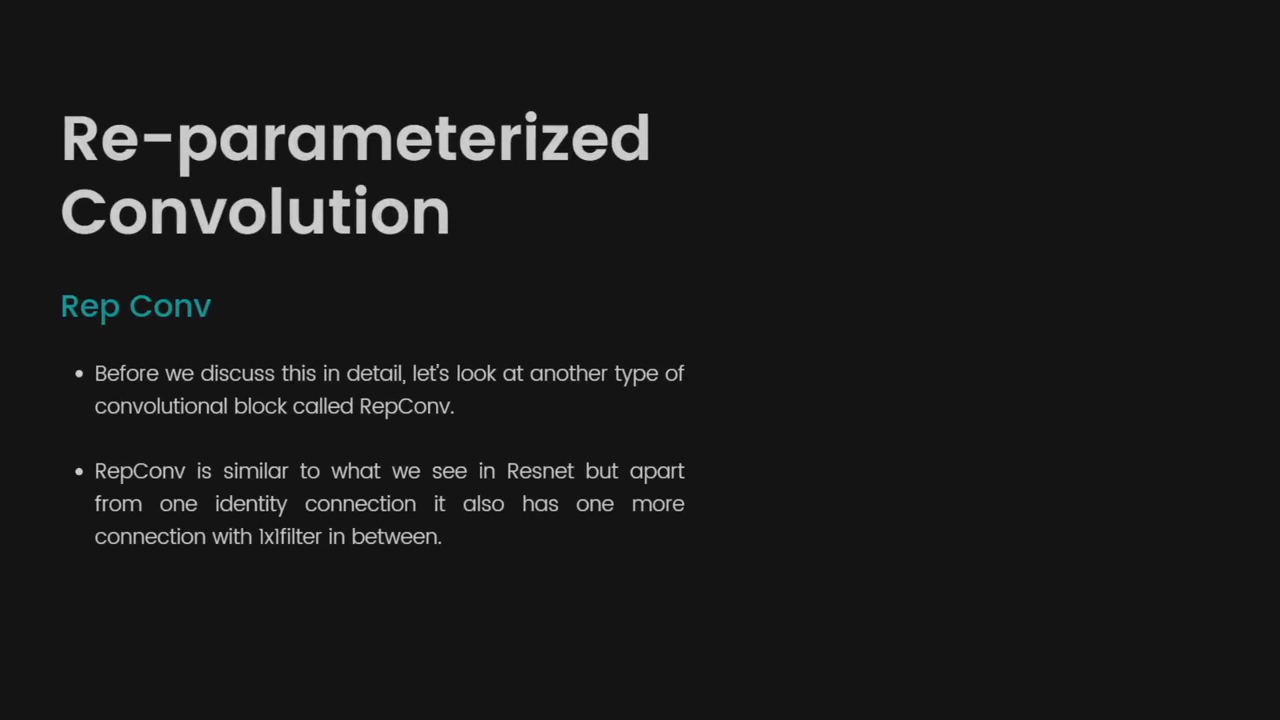 Re-parameterized
Convolution
Rep Conv
• Before we discuss this in detail, let's look at another type of
convolutional block called RepConv.
• RepConv is similar to what we see in Resnet but apart
from one identity connection it also has one more
connection with 1x1filter in between.